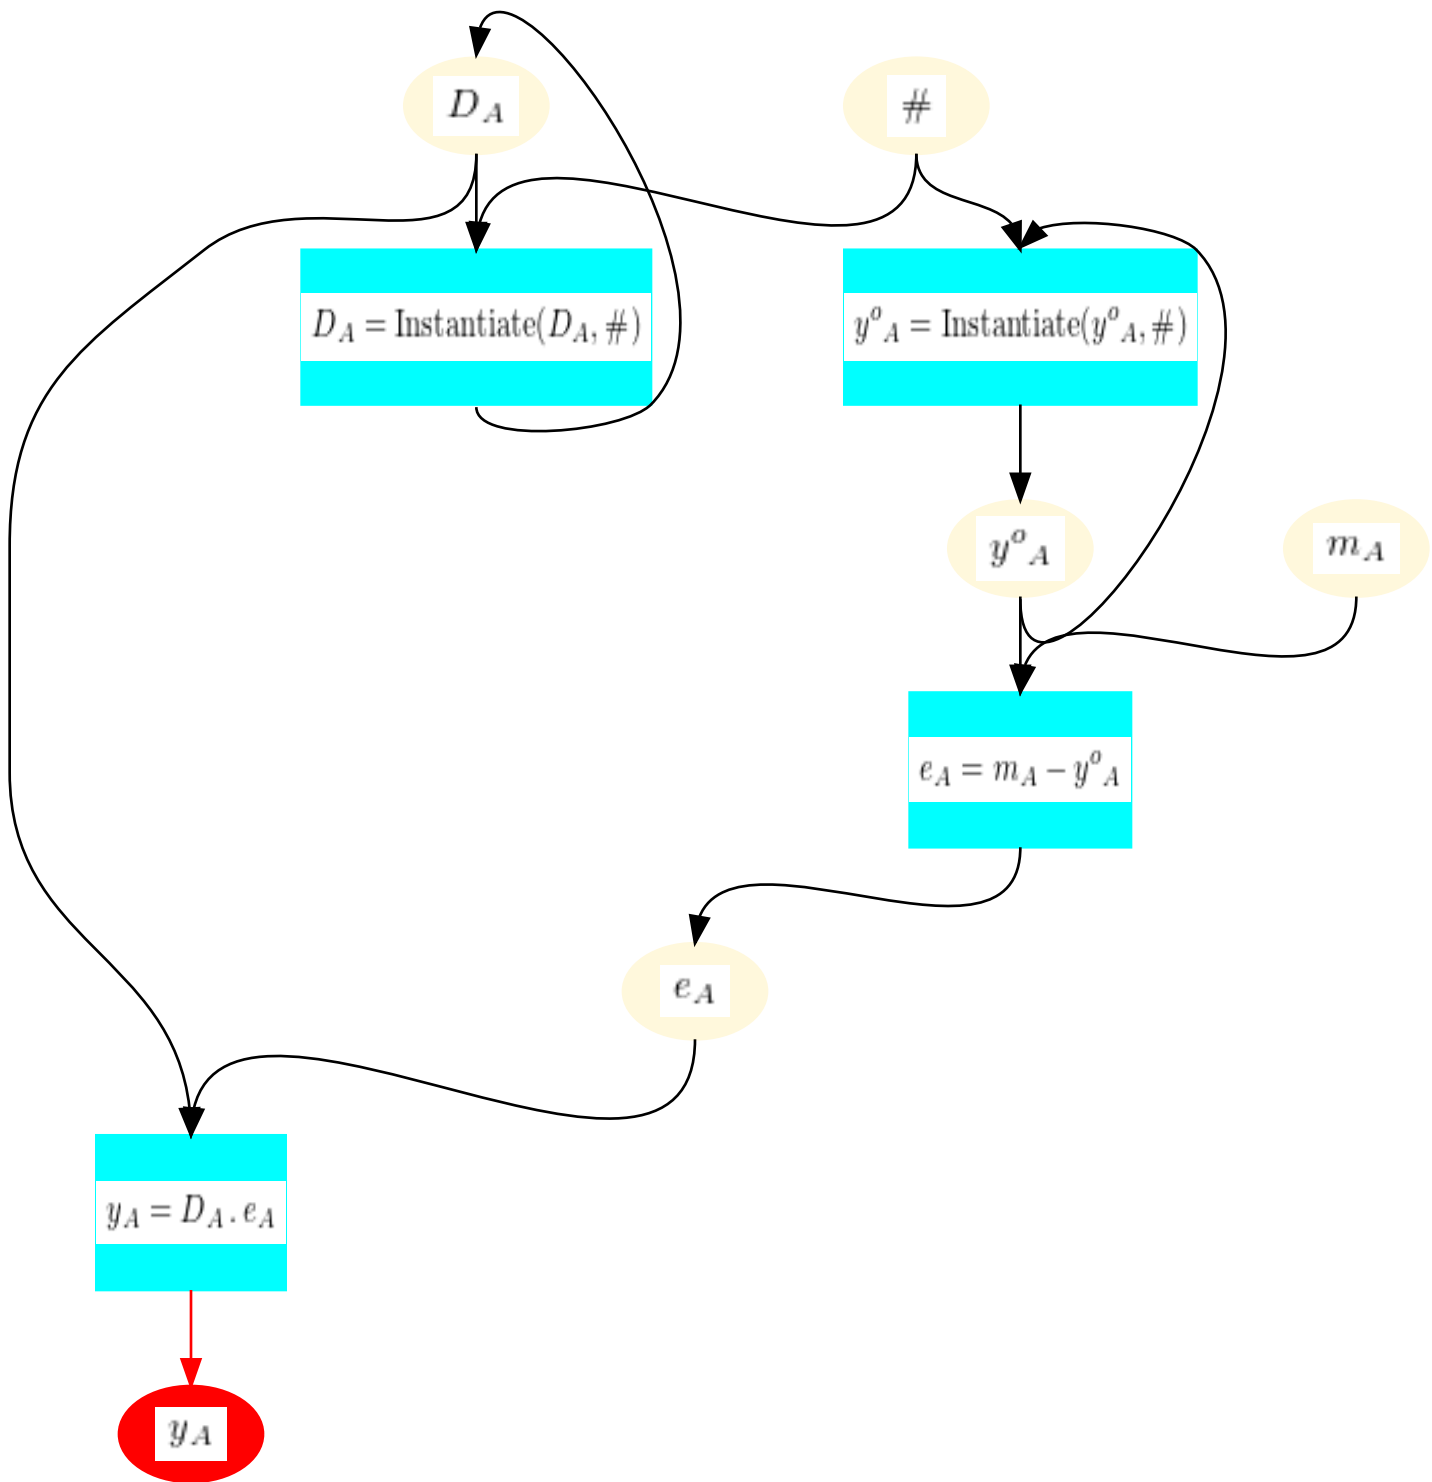 D_A
#
D_A = Instantiate(D_A, #)
y^o_A = Instantiate(y^o_A, #)
y^o_A
m_A
e_A = m_A − y^o_A
e_A
y_A = D_A . e_A
y_A